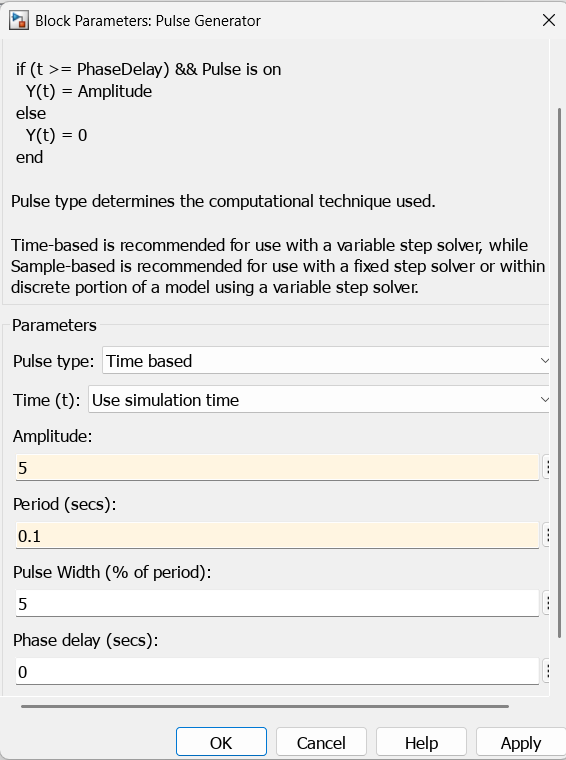 Block Parameters: Pulse Generator
if (t >= PhaseDelay) && Pulse is on
Y(t) = Amplitude
else
Y(t) = 0
end
Pulse type determines the computational technique used.
Time-based is recommended for use with a variable step solver, while
Sample-based is recommended for use with a fixed step solver or within
discrete portion of a model using a variable step solver.
Parameters
Pulse type: Time based
Time (t): Use simulation time
Amplitude:
5
Period (secs):
0.1
Pulse Width (% of period):
5
Phase delay (secs):
0
OK Cancel Help Apply